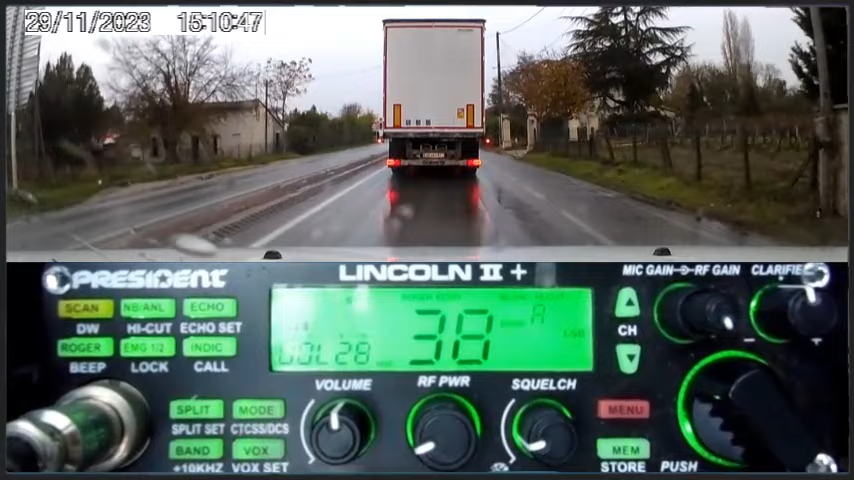 29/11/2023 15:10:47
PRESIDENT
LINCOLN II +
MIC GAIN RF GAIN CLARIFIER
SCAN NB/ANL ECHO
DW HI-CUT ECHO SET
ROGER EMG 1/2 INDIC
BEEP LOCK CALL
VOL28 38 A
CH
VOLUME RF PWR SQUELCH
SPLIT MODE
SPLIT SET CTCSS/DCS
BAND VOX
+10KHZ VOX SET
MENU
MEM
STORE PUSH